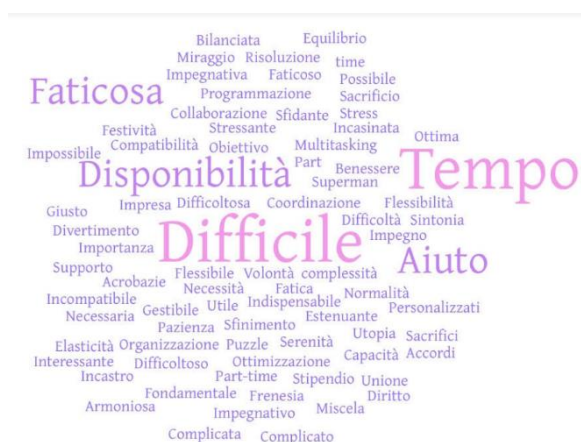 Bilanciata Equilibrio
Miraggio Risoluzione time
Impegnativa Faticoso Possibile
Faticosa Programmazione Sacrificio
Collaborazione Sfidante Stress
Festività Stressante Incasinata Ottima
Impossibile Compatibilità Obiettivo Multitasking
Disponibilità Part Benessere Tempo
Superman
Giusto Impresa Difficoltosa Coordinazione Flessibilità
Divertimento Difficile Difficoltà Sintonia
Importanza Impegno
Supporto Aiuto
Acrobazie Flessibile Volontà complessità
Incompatibile Necessità Fatica Normalità
Necessaria Gestibile Utile Indispensabile Personalizzati
Pazienza Sfinimento Estenuante
Elasticità Organizzazione Puzzle Serenità Utopia Sacrifici
Interessante Difficoltoso Ottimizzazione Capacità Accordi
Incastro Part-time Stipendio Unione
Fondamentale Frenesia Diritto
Armoniosa Impegnativo Miscela
Complicata Complicato